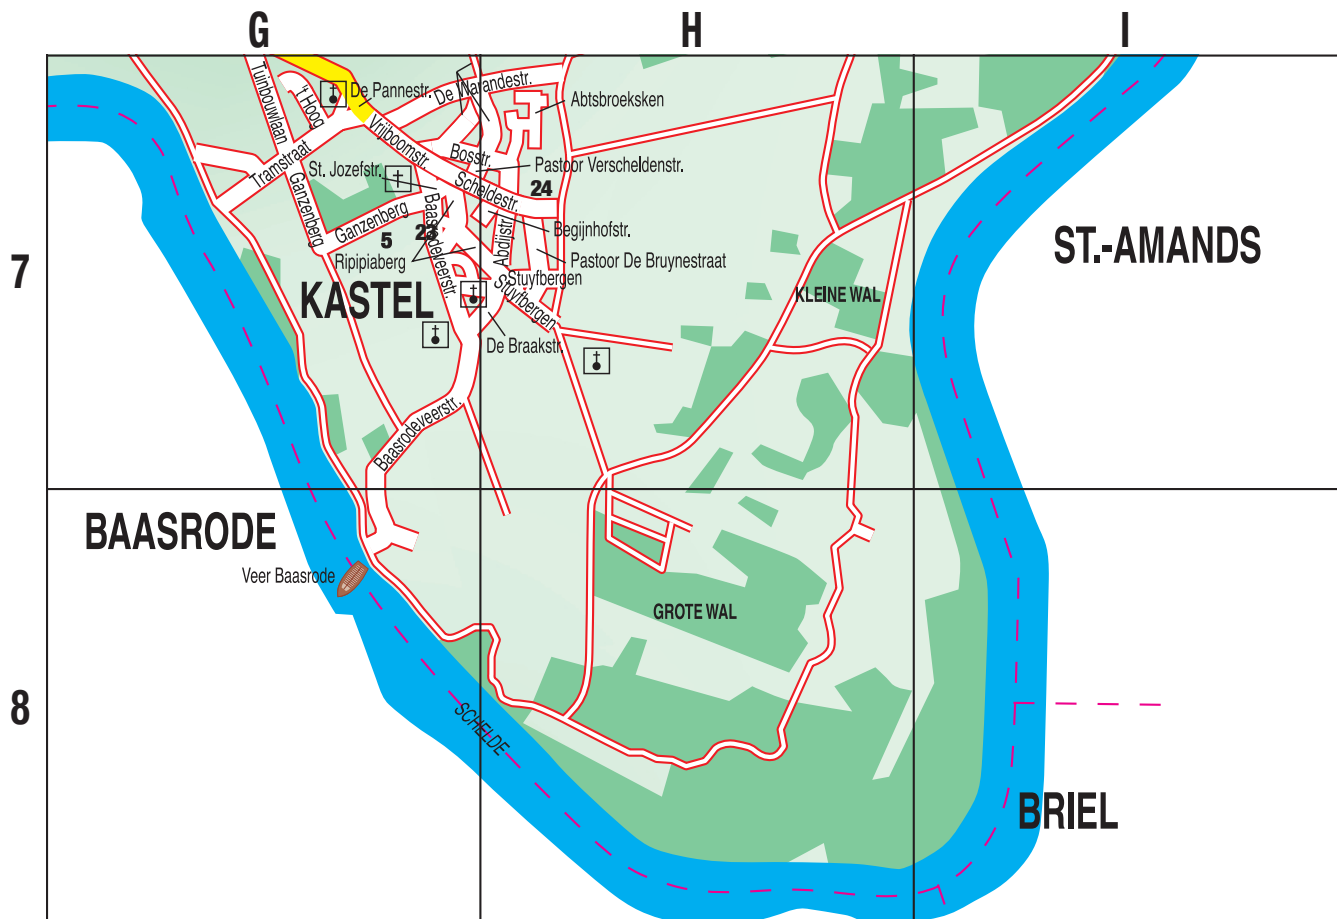 G
H
I
7
8
De Pannestr.
De Warandestr.
Abtsbroeksken
Tuinbouwlaan
't Hoog
Vrijboomstr.
Tramstraat
Bosstr.
Pastoor Verscheldenstr.
St. Jozefstr.
Scheldestr.
24
Ganzenberg
Ganzenberg
5
23
Baasrodeveerstr.
Begijnhofstr.
Abdijstr.
Ripipiaberg
Pastoor De Bruynestraat
Stuyfbergen
Stuyfbergen
KASTEL
De Braakstr.
KLEINE WAL
ST.-AMANDS
Baasrodeveerstr.
BAASRODE
Veer Baasrode
GROTE WAL
SCHELDE
BRIEL